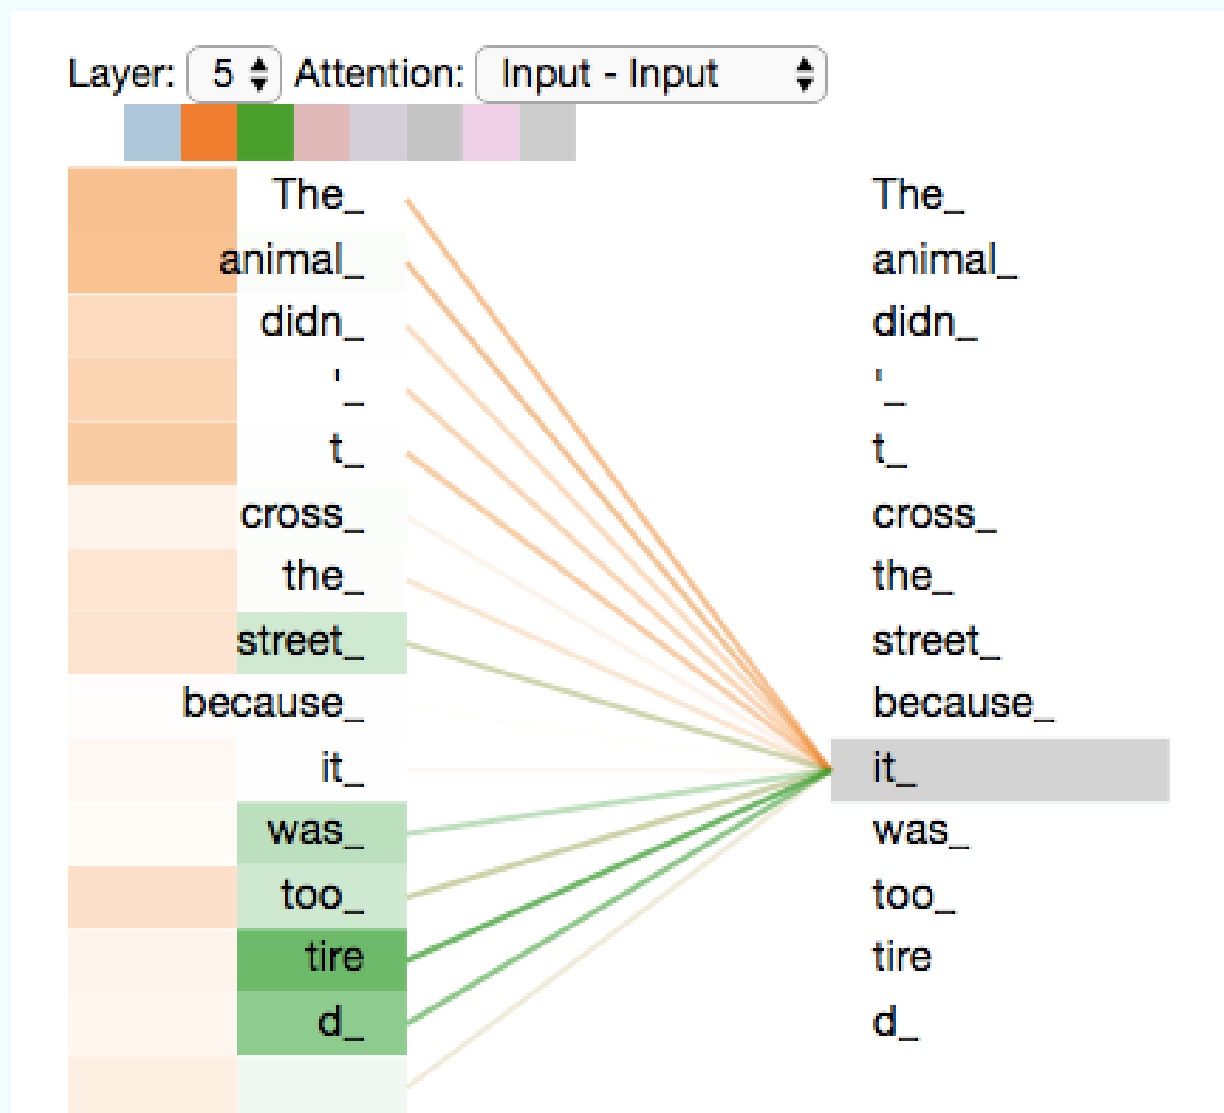 Layer: 5 Attention: Input - Input
The_ The_
animal_ animal_
didn_ didn_
'_ '_
t_ t_
cross_ cross_
the_ the_
street_ street_
because_ because_
it_ it_
was_ was_
too_ too_
tire tire
d_ d_